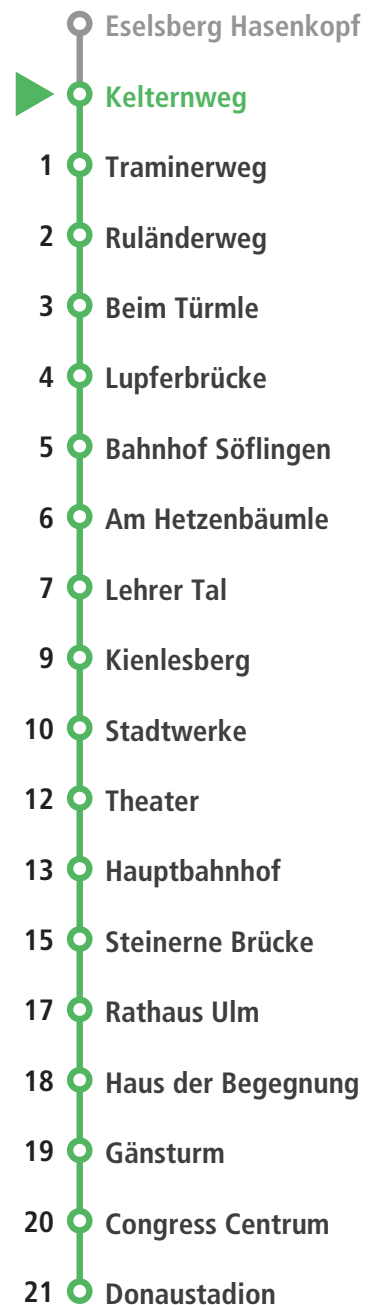 Eselsberg Hasenkopf
Kelternweg
1 Traminerweg
2 Ruländerweg
3 Beim Türmle
4 Lupferbrücke
5 Bahnhof Söflingen
6 Am Hetzenbäumle
7 Lehrer Tal
9 Kienlesberg
10 Stadtwerke
12 Theater
13 Hauptbahnhof
15 Steinerne Brücke
17 Rathaus Ulm
18 Haus der Begegnung
19 Gänsturm
20 Congress Centrum
21 Donaustadion